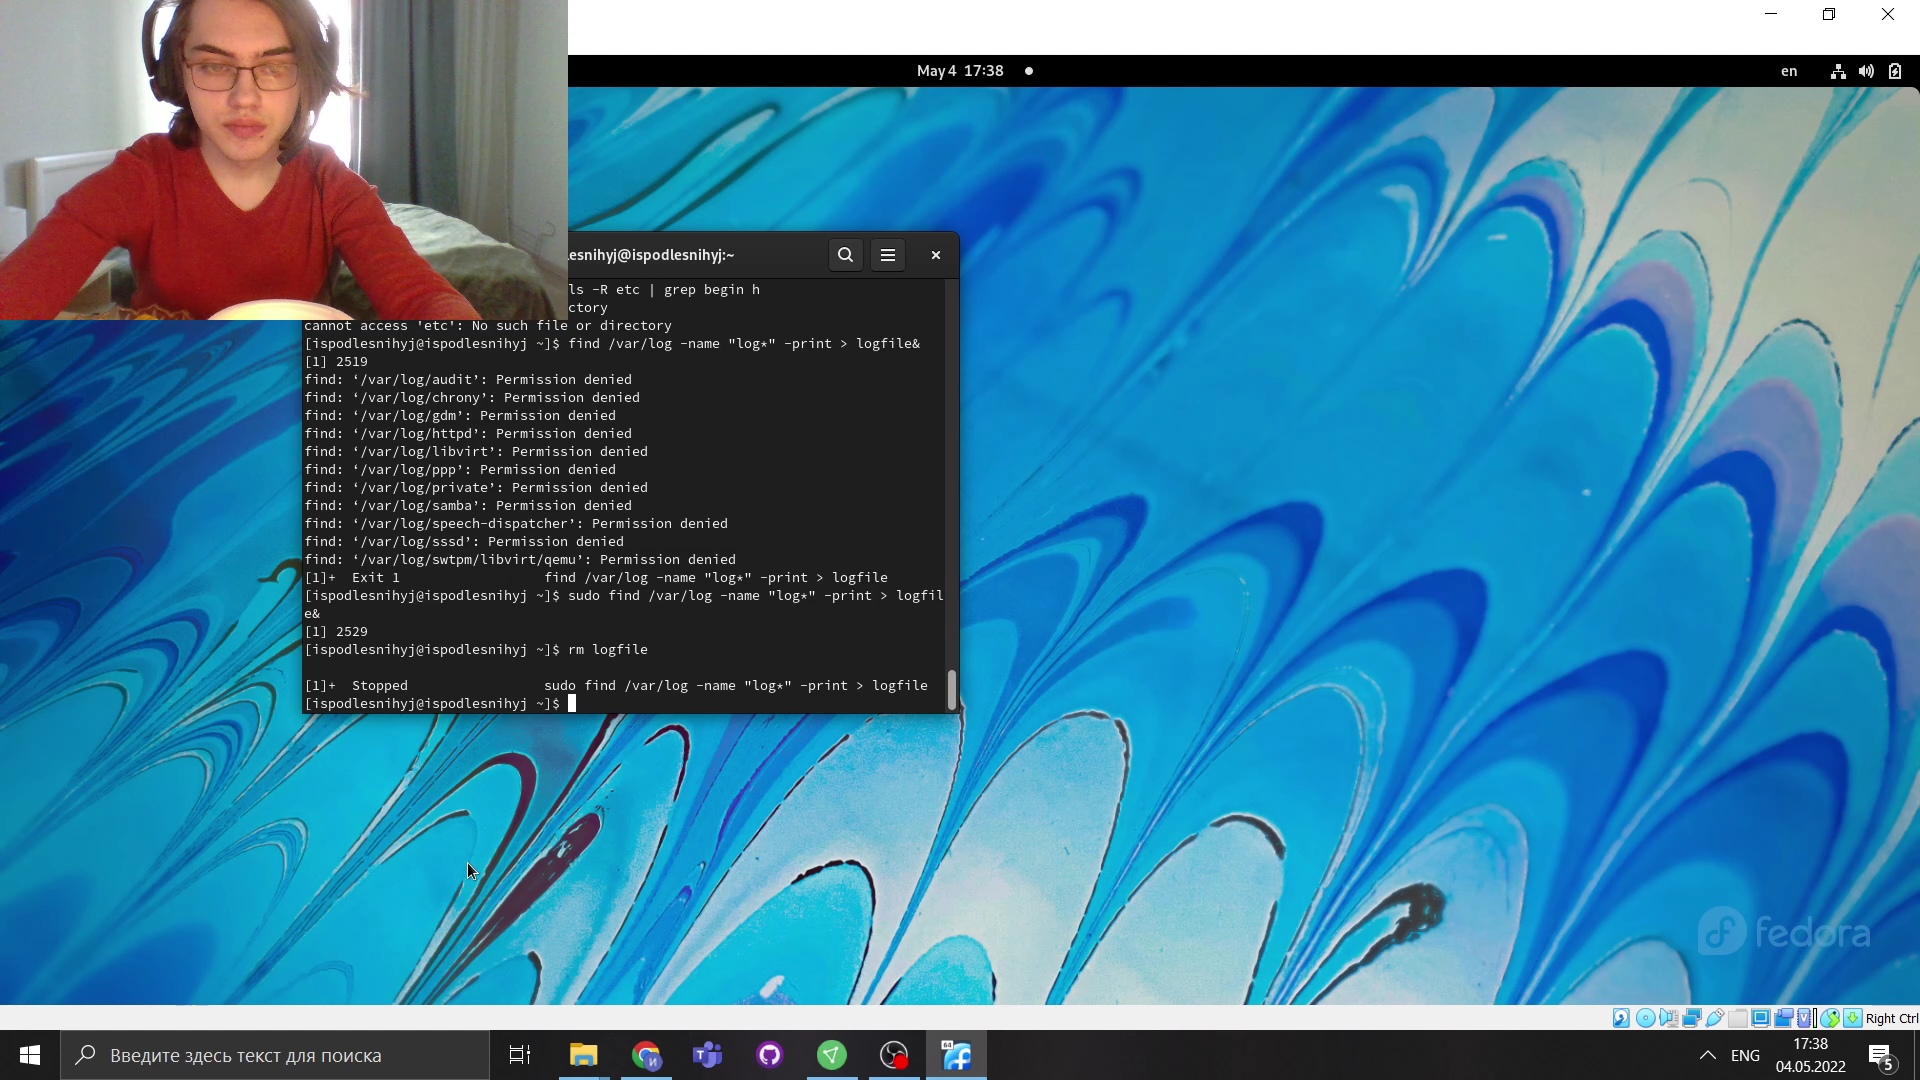 May 4 17:38
en
esnihyj@ispodlesnihyj:~
ls -R etc | grep begin h
ctory
cannot access 'etc': No such file or directory
[ispodlesnihyj@ispodlesnihyj ~]$ find /var/log -name "log*" -print > logfile&
[1] 2519
find: ‘/var/log/audit’: Permission denied
find: ‘/var/log/chrony’: Permission denied
find: ‘/var/log/gdm’: Permission denied
find: ‘/var/log/httpd’: Permission denied
find: ‘/var/log/libvirt’: Permission denied
find: ‘/var/log/ppp’: Permission denied
find: ‘/var/log/private’: Permission denied
find: ‘/var/log/samba’: Permission denied
find: ‘/var/log/speech-dispatcher’: Permission denied
find: ‘/var/log/sssd’: Permission denied
find: ‘/var/log/swtpm/libvirt/qemu’: Permission denied
[1]+  Exit 1                  find /var/log -name "log*" -print > logfile
[ispodlesnihyj@ispodlesnihyj ~]$ sudo find /var/log -name "log*" -print > logfil
e&
[1] 2529
[ispodlesnihyj@ispodlesnihyj ~]$ rm logfile
[1]+  Stopped                 sudo find /var/log -name "log*" -print > logfile
[ispodlesnihyj@ispodlesnihyj ~]$
fedora
Right Ctrl
Введите здесь текст для поиска
64
ENG
17:38
04.05.2022
5